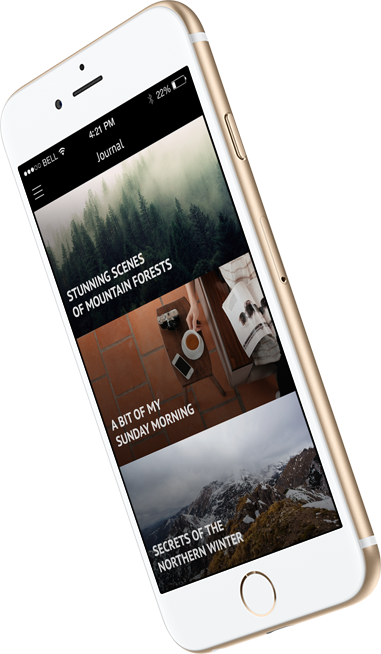 BELL 4:21 PM 22%
Journal
STUNNING SCENES
OF MOUNTAIN FORESTS
A BIT OF MY
SUNDAY MORNING
SECRETS OF THE
NORTHERN WINTER